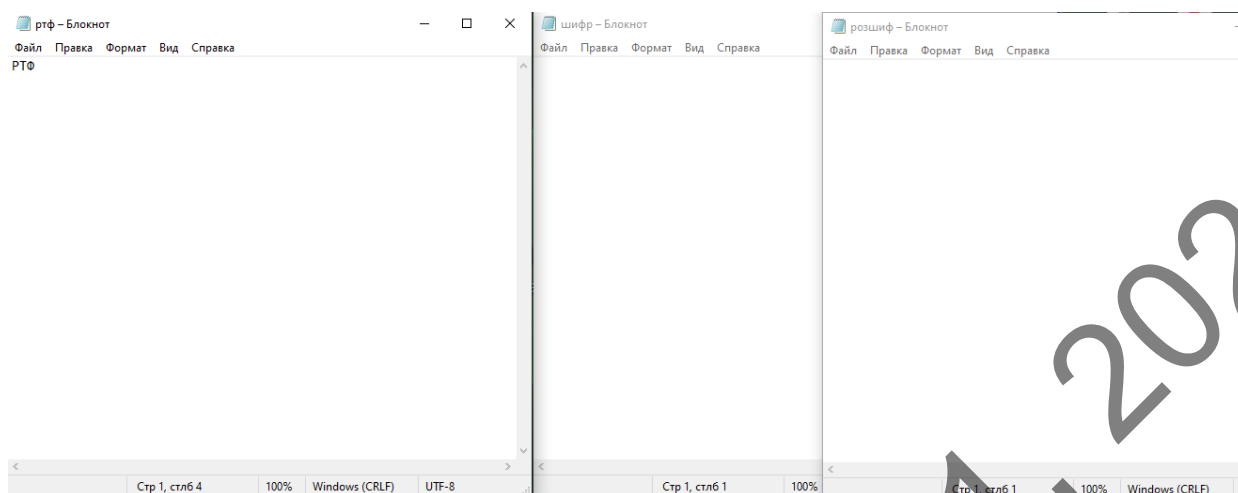 ртф – Блокнот
Файл Правка Формат Вид Справка
РТФ
Стр 1, стлб 4 100% Windows (CRLF) UTF-8
шифр – Блокнот
Файл Правка Формат Вид Справка
Стр 1, стлб 1 100%
розшиф – Блокнот
Файл Правка Формат Вид Справка
Стр 1, стлб 1 100% Windows (CRLF)
202